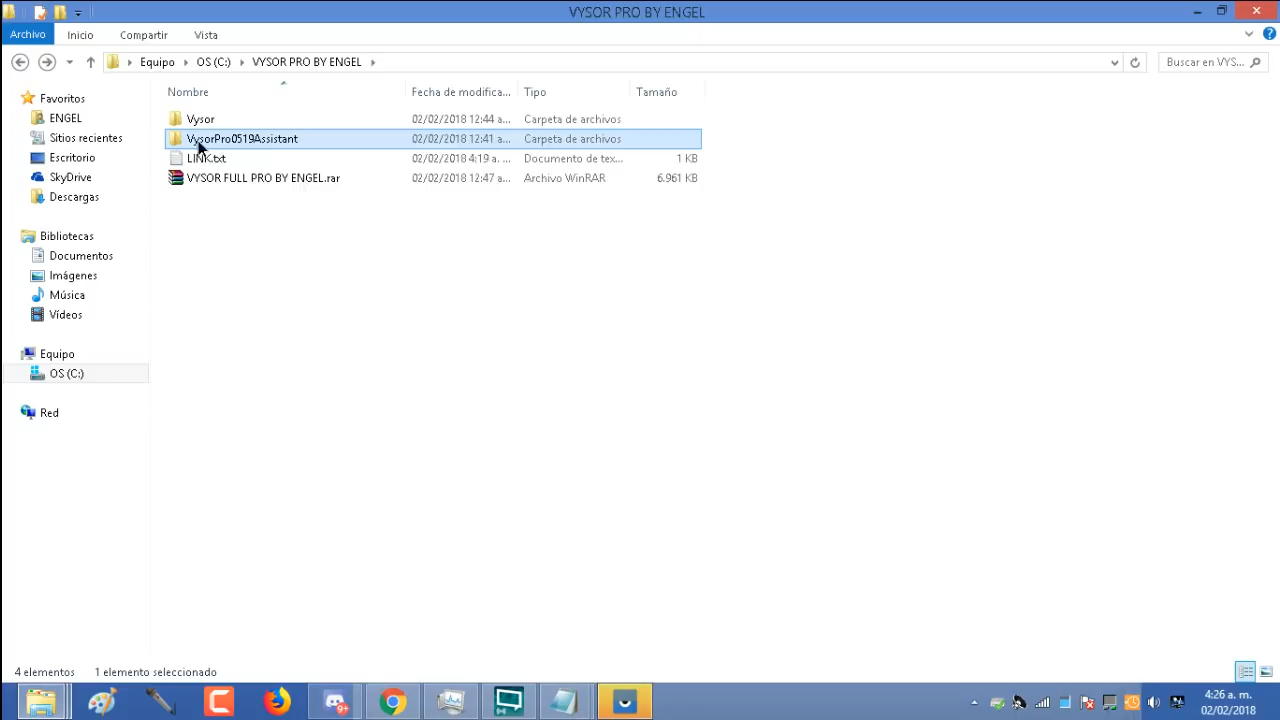 VYSOR PRO BY ENGEL
Archivo Inicio Compartir Vista
Equipo OS (C:) VYSOR PRO BY ENGEL Buscar en VYS...
Nombre Fecha de modifica... Tipo Tamaño
Favoritos
ENGEL
Sitios recientes
Escritorio
SkyDrive
Descargas
Bibliotecas
Documentos
Imágenes
Música
Vídeos
Equipo
OS (C:)
Red
Vysor 02/02/2018 12:44 a... Carpeta de archivos
VysorPro0519Assistant 02/02/2018 12:41 a... Carpeta de archivos
LINK.txt 02/02/2018 4:19 a. ... Documento de tex... 1 KB
VYSOR FULL PRO BY ENGEL.rar 02/02/2018 12:47 a... Archivo WinRAR 6.961 KB
4 elementos 1 elemento seleccionado
4:26 a. m.
02/02/2018